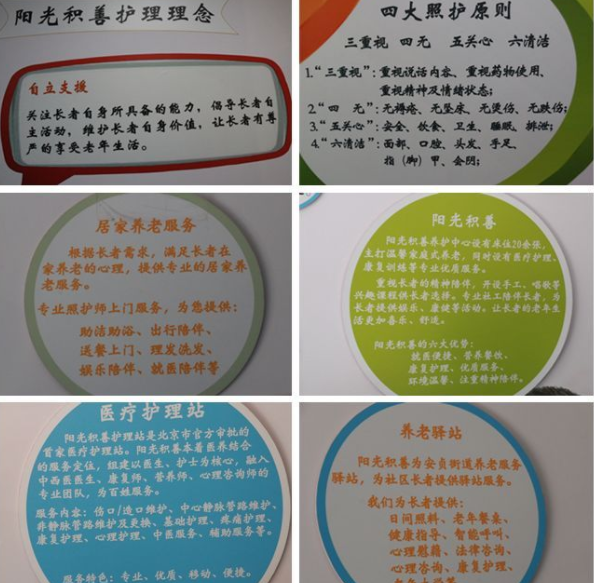 阳光积善护理理念
自立支援
关注长者自身所具备的能力，倡导长者自
主活动，维护长者自身价值，让长者有尊
严的享受老年生活。
四大照护原则
三重视 四无 五关心 六清洁
1.“三重视”：重视说话内容、重视药物使用、
重视精神及情绪状态；
2.“四 无”：无褥疮、无坠床、无烫伤、无跌伤；
3.“五关心”：安全、饮食、卫生、睡眠、排泄；
4.“六清洁”：面部、口腔、头发、手足、
指（脚）甲、会阴；
居家养老服务
根据长者需求，满足长者在
家养老的心理，提供专业的居家养
老服务。
专业照护师上门服务，为您提供：
助洁助浴、出行陪伴、
送餐上门、理发洗发、
娱乐陪伴、就医陪伴等
阳光积善
阳光积善养护中心设有床位20余张，
主打温馨家庭式养老，同时设有医疗护理、
康复训练等专业优质服务。
重视长者的精神陪伴，开设手工、唱歌等
兴趣课程供长者选择。专业社工陪伴长者，为
长者提供娱乐、康健等活动。让长者的老年生
活更加喜乐、舒适。
阳光积善的六大优势：
就医便捷、营养餐饮、
康复护理、优质服务、
环境温馨、注重精神陪伴。
医疗护理站
阳光积善护理站是北京市官方审批的
首家医疗护理站。阳光积善本着医养结合
的服务定位，组建以医生、护士为核心，融入
中西医医生、康复师、营养师、心理咨询师的
专业团队，为百姓服务。
服务内容：伤口/造口维护、中心静脉管路维护、
非静脉管路维护及更换、基础护理、疼痛护理、
康复护理、心理护理、中医服务、辅助服务等。
服务特色：专业、优质、移动、便捷。
养老驿站
阳光积善为安贞街道养老服务
驿站，为社区长者提供驿站服务。
我们为长者提供：
日间照料、老年餐桌、
健康指导、智能呼叫、
心理慰藉、法律咨询、
心理咨询、康复护理、